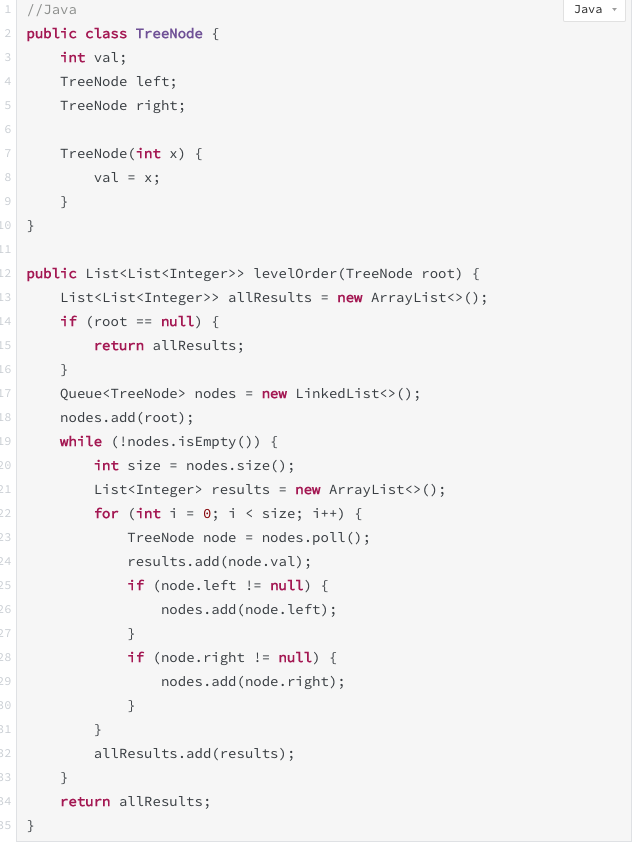 Java
1 //Java
2 public class TreeNode {
3     int val;
4     TreeNode left;
5     TreeNode right;
6
7     TreeNode(int x) {
8         val = x;
9     }
10 }
11
12 public List<List<Integer>> levelOrder(TreeNode root) {
13     List<List<Integer>> allResults = new ArrayList<>();
14     if (root == null) {
15         return allResults;
16     }
17     Queue<TreeNode> nodes = new LinkedList<>();
18     nodes.add(root);
19     while (!nodes.isEmpty()) {
20         int size = nodes.size();
21         List<Integer> results = new ArrayList<>();
22         for (int i = 0; i < size; i++) {
23             TreeNode node = nodes.poll();
24             results.add(node.val);
25             if (node.left != null) {
26                 nodes.add(node.left);
27             }
28             if (node.right != null) {
29                 nodes.add(node.right);
30             }
31         }
32         allResults.add(results);
33     }
34     return allResults;
35 }